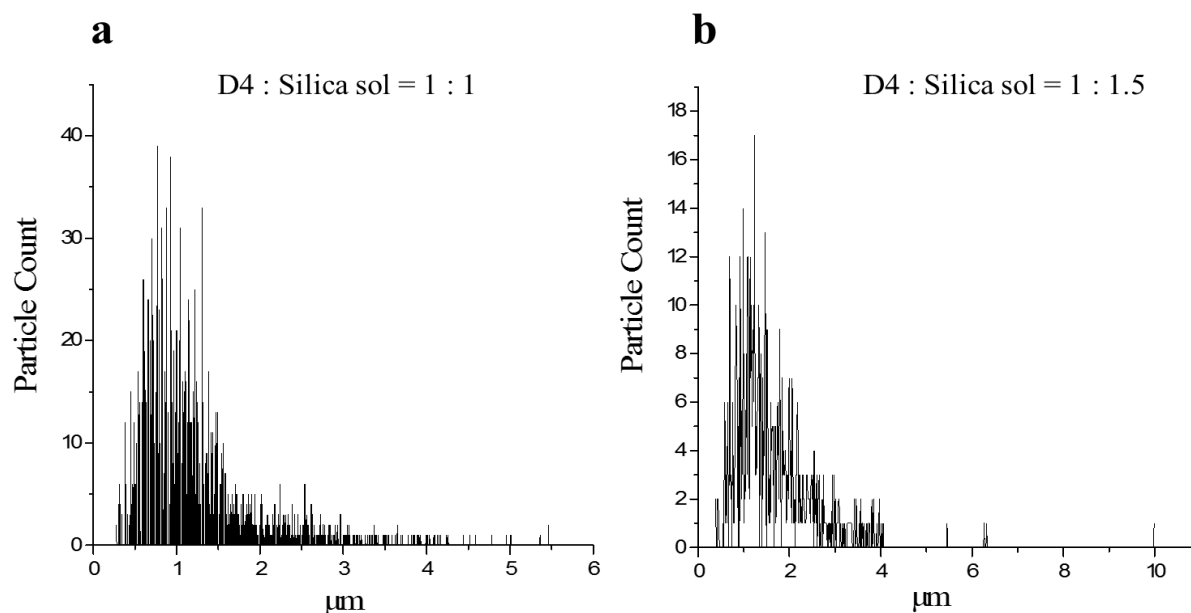 a
D4 : Silica sol = 1 : 1
40
30
20
10
0
Particle Count
0 1 2 3 4 5 6
μm
b
D4 : Silica sol = 1 : 1.5
18
16
14
12
10
8
6
4
2
0
Particle Count
0 2 4 6 8 10
μm